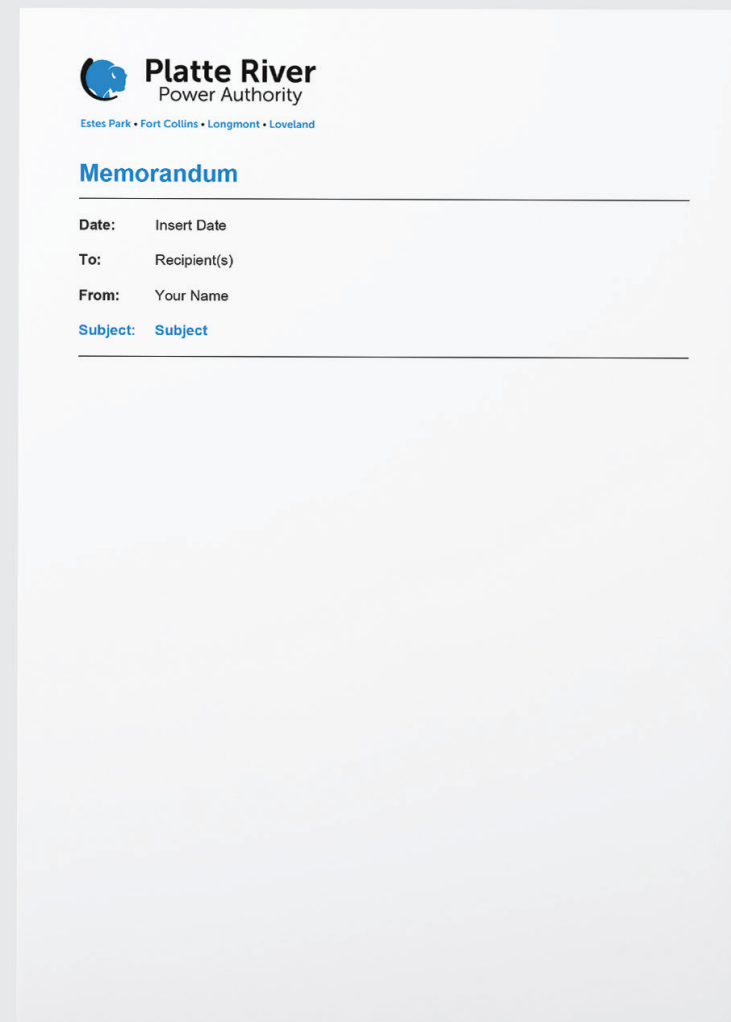 Platte River
Power Authority
Estes Park • Fort Collins • Longmont • Loveland
Memorandum
Date: Insert Date
To: Recipient(s)
From: Your Name
Subject: Subject